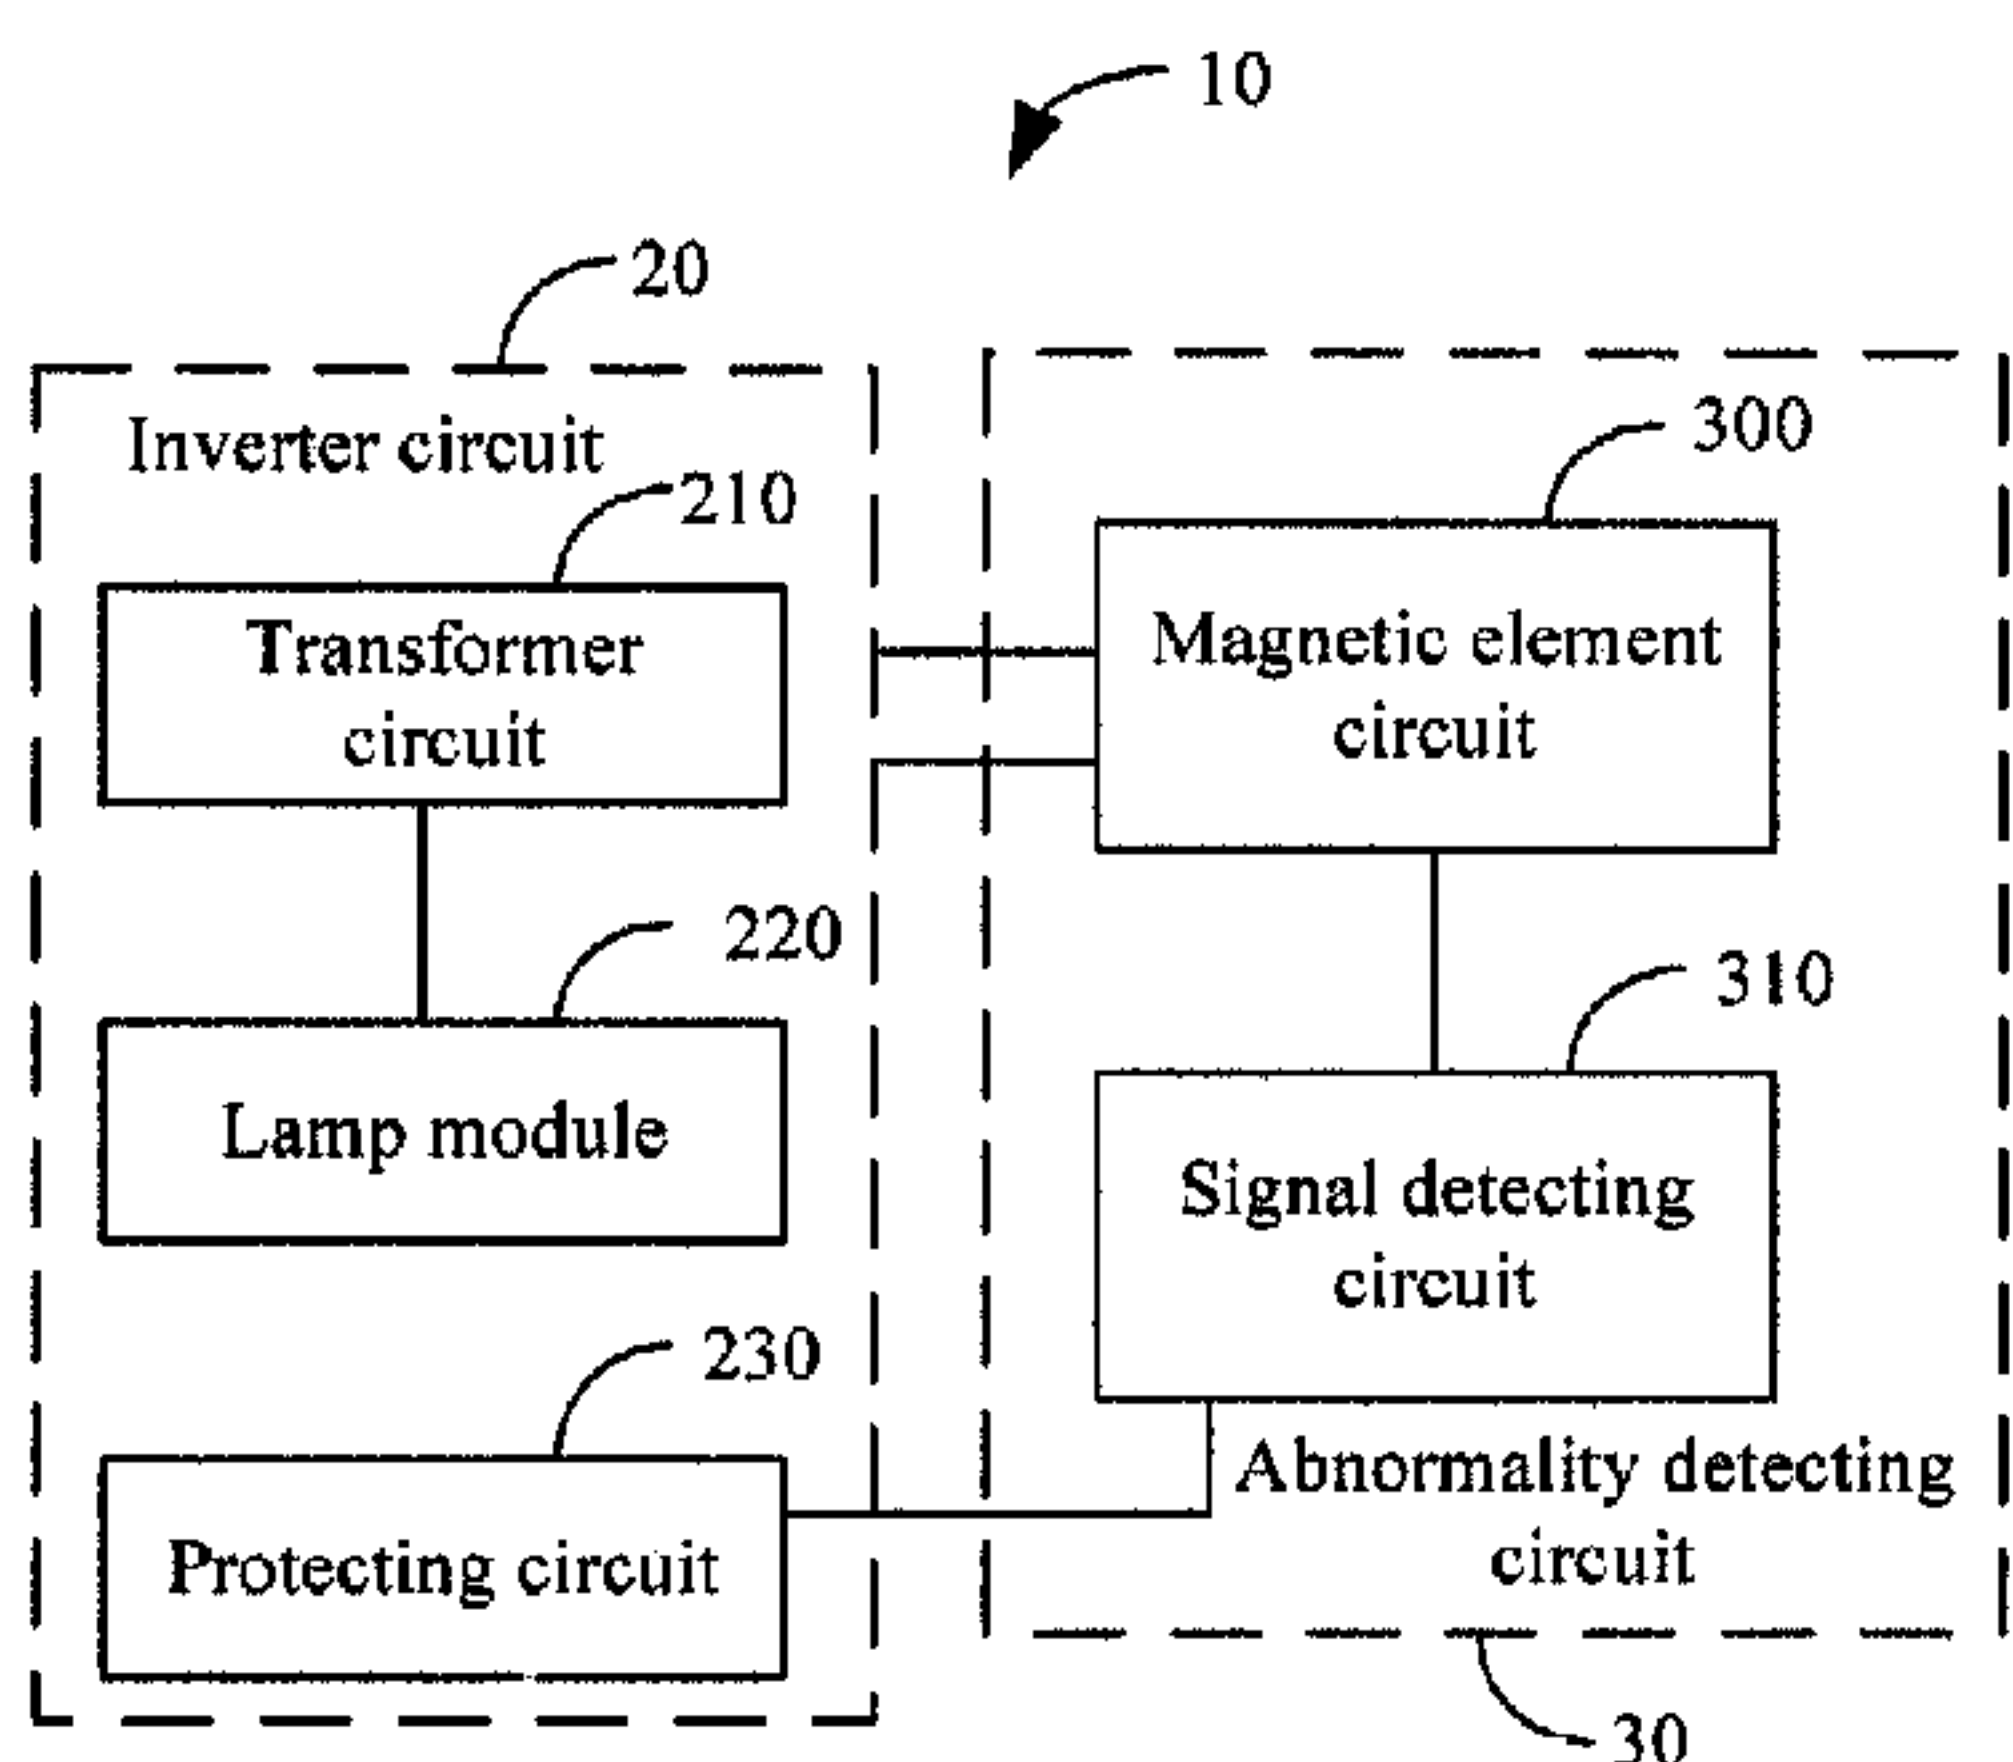 10
20
Inverter circuit
210
Transformer
circuit
220
Lamp module
230
Protecting circuit
300
Magnetic element
circuit
310
Signal detecting
circuit
Abnormality detecting
circuit
30